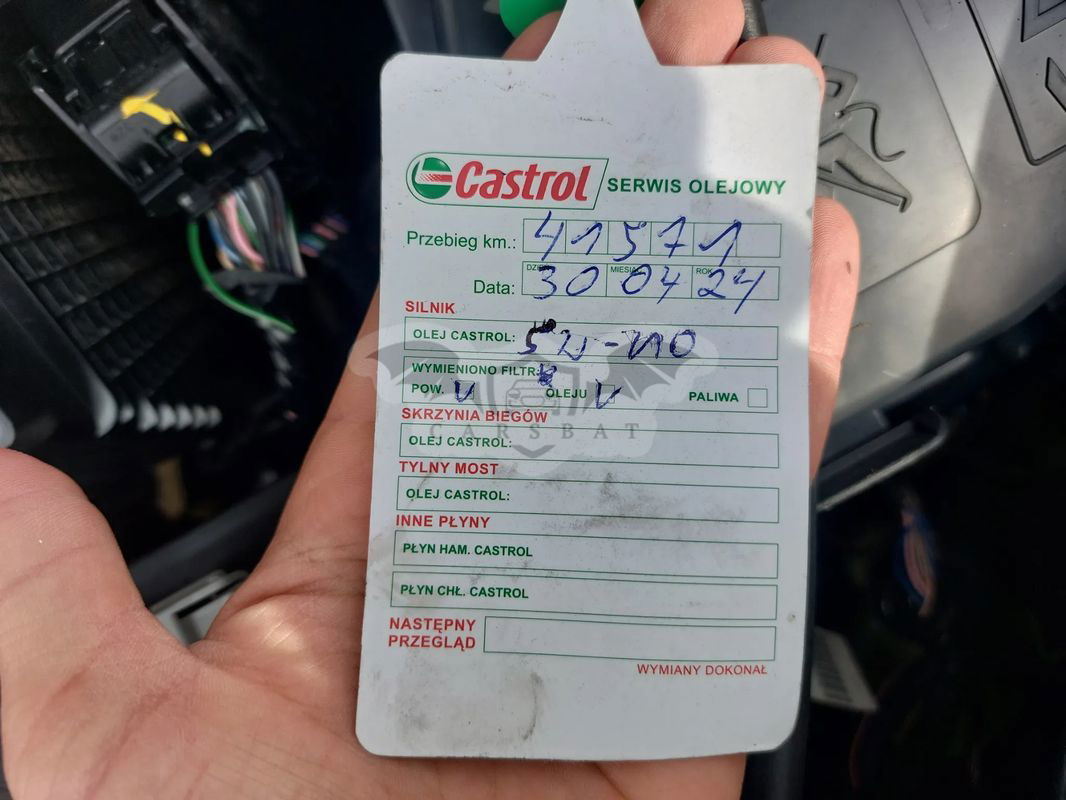 Castrol SERWIS OLEJOWY
Przebieg km.: 41571
Data: DZIEŃ 30 MIESIĄC 04 ROK 24
SILNIK
OLEJ CASTROL: 5W-
WYMIENIONO FILTR:
POW. V OLEJU V PALIWA
SKRZYNIA BIEGÓW
OLEJ CASTROL:
CARSBAT
TYLNY MOST
OLEJ CASTROL:
INNE PŁYNY
PŁYN HAM. CASTROL
PŁYN CHŁ. CASTROL
NASTĘPNY
PRZEGLĄD
WYMIANY DOKONAŁ